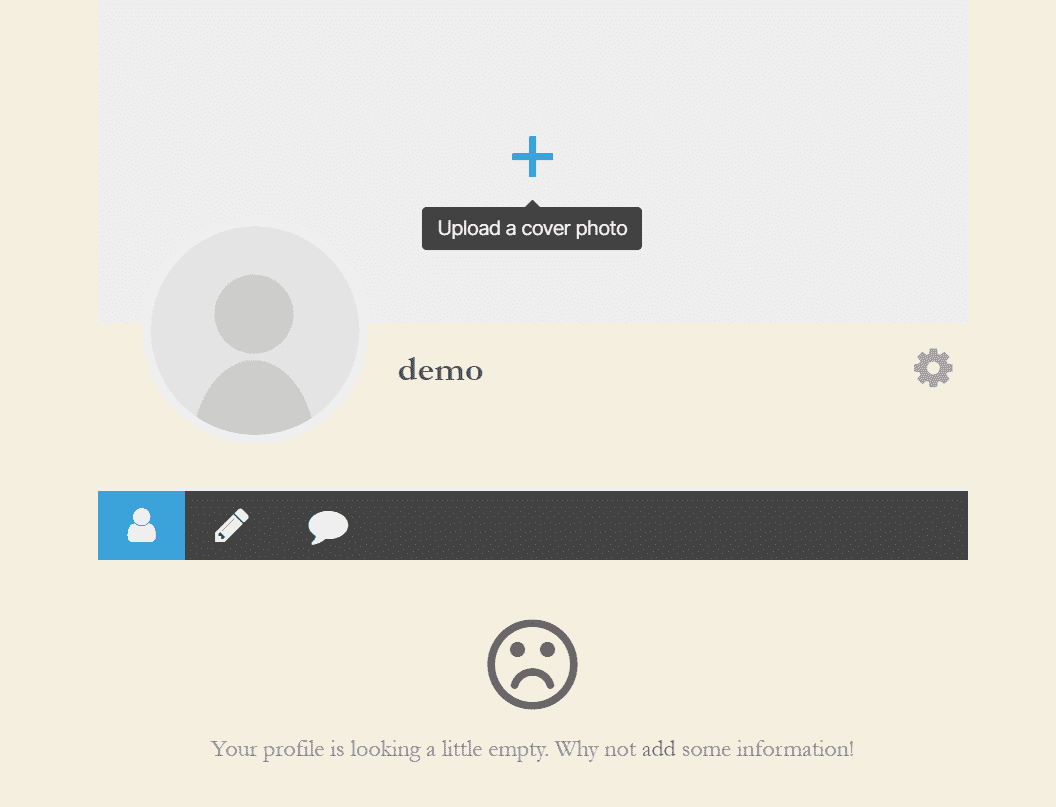 Upload a cover photo
demo
Your profile is looking a little empty. Why not add some information!